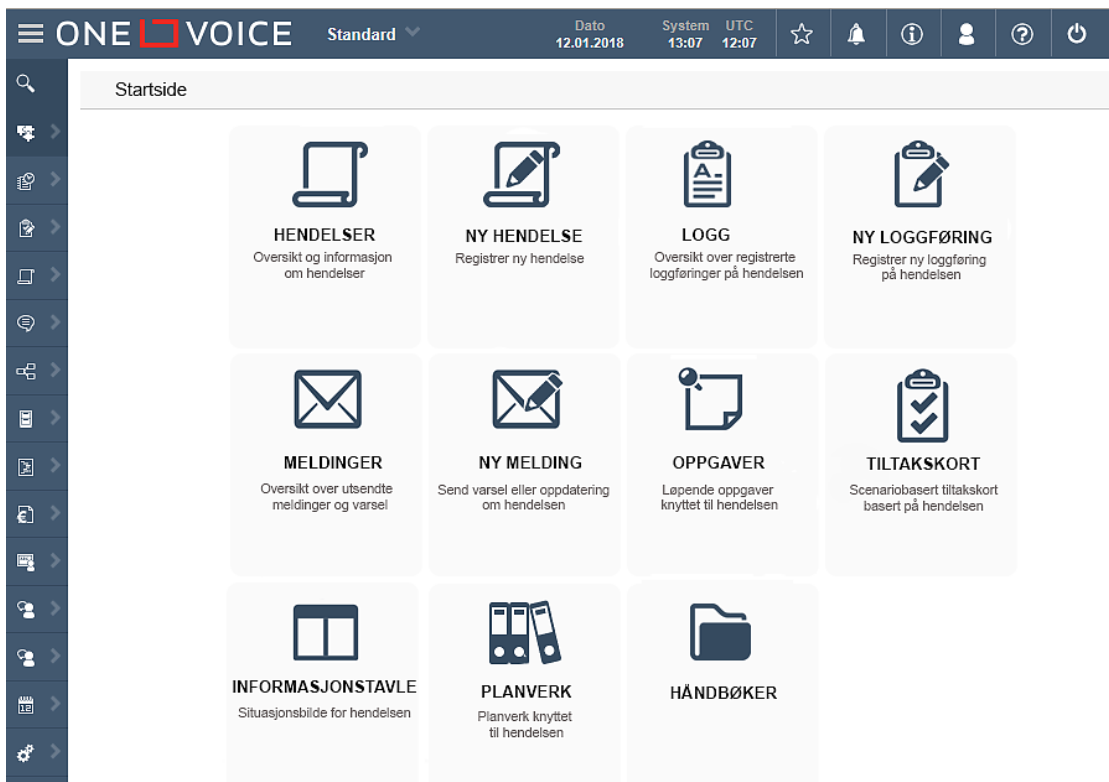 ONE VOICE
Standard
Dato
12.01.2018
System
13:07
UTC
12:07
Startside
HENDELSER
Oversikt og informasjon
om hendelser
NY HENDELSE
Registrer ny hendelse
A
LOGG
Oversikt over registrerte
loggføringer på hendelsen
NY LOGGFØRING
Registrer ny loggføring
på hendelsen
MELDINGER
Oversikt over utsendte
meldinger og varsel
NY MELDING
Send varsel eller oppdatering
om hendelsen
OPPGAVER
Løpende oppgaver
knyttet til hendelsen
TILTAKSKORT
Scenariobasert tiltakskort
basert på hendelsen
INFORMASJONSTAVLE
Situasjonsbilde for hendelsen
PLANVERK
Planverk knyttet
til hendelsen
HÅNDBØKER
12